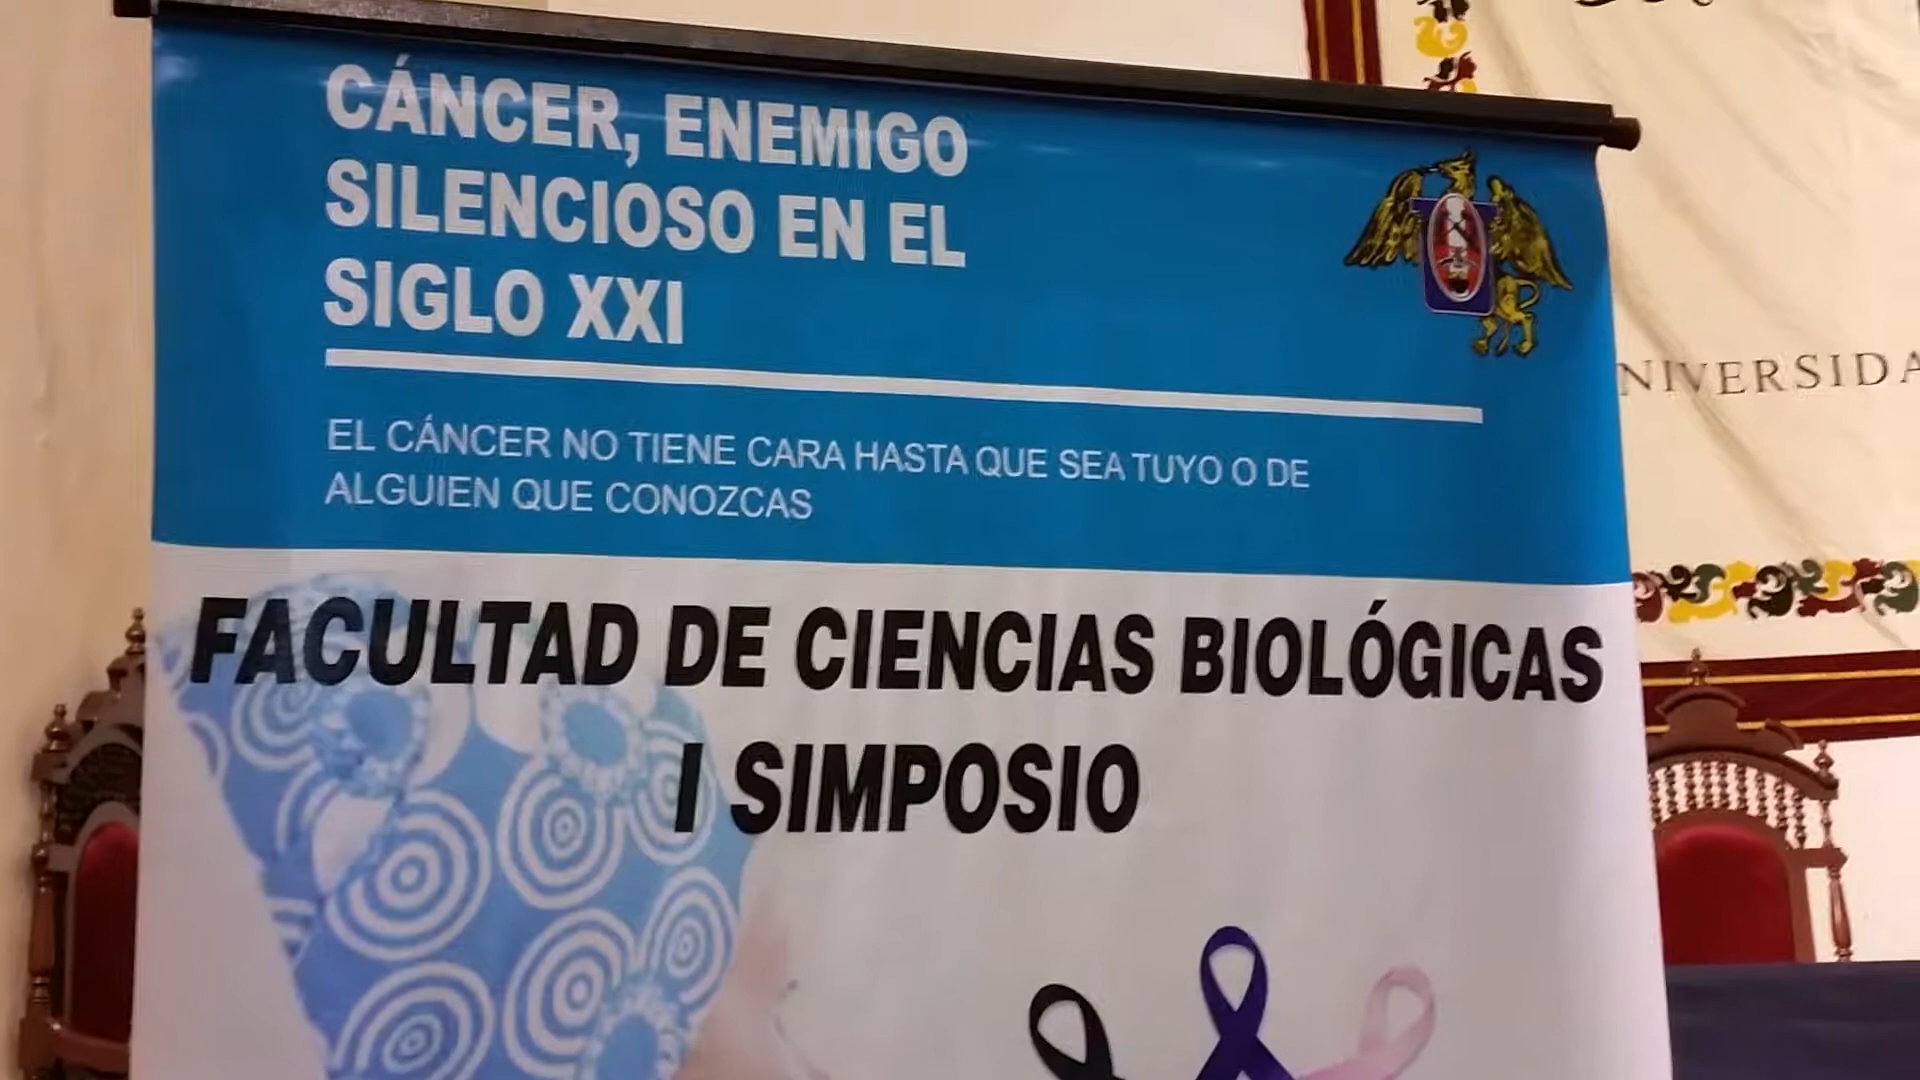 CÁNCER, ENEMIGO
SILENCIOSO EN EL
SIGLO XXI
EL CÁNCER NO TIENE CARA HASTA QUE SEA TUYO O DE
ALGUIEN QUE CONOZCAS
FACULTAD DE CIENCIAS BIOLÓGICAS
I SIMPOSIO
NIVERSIDA